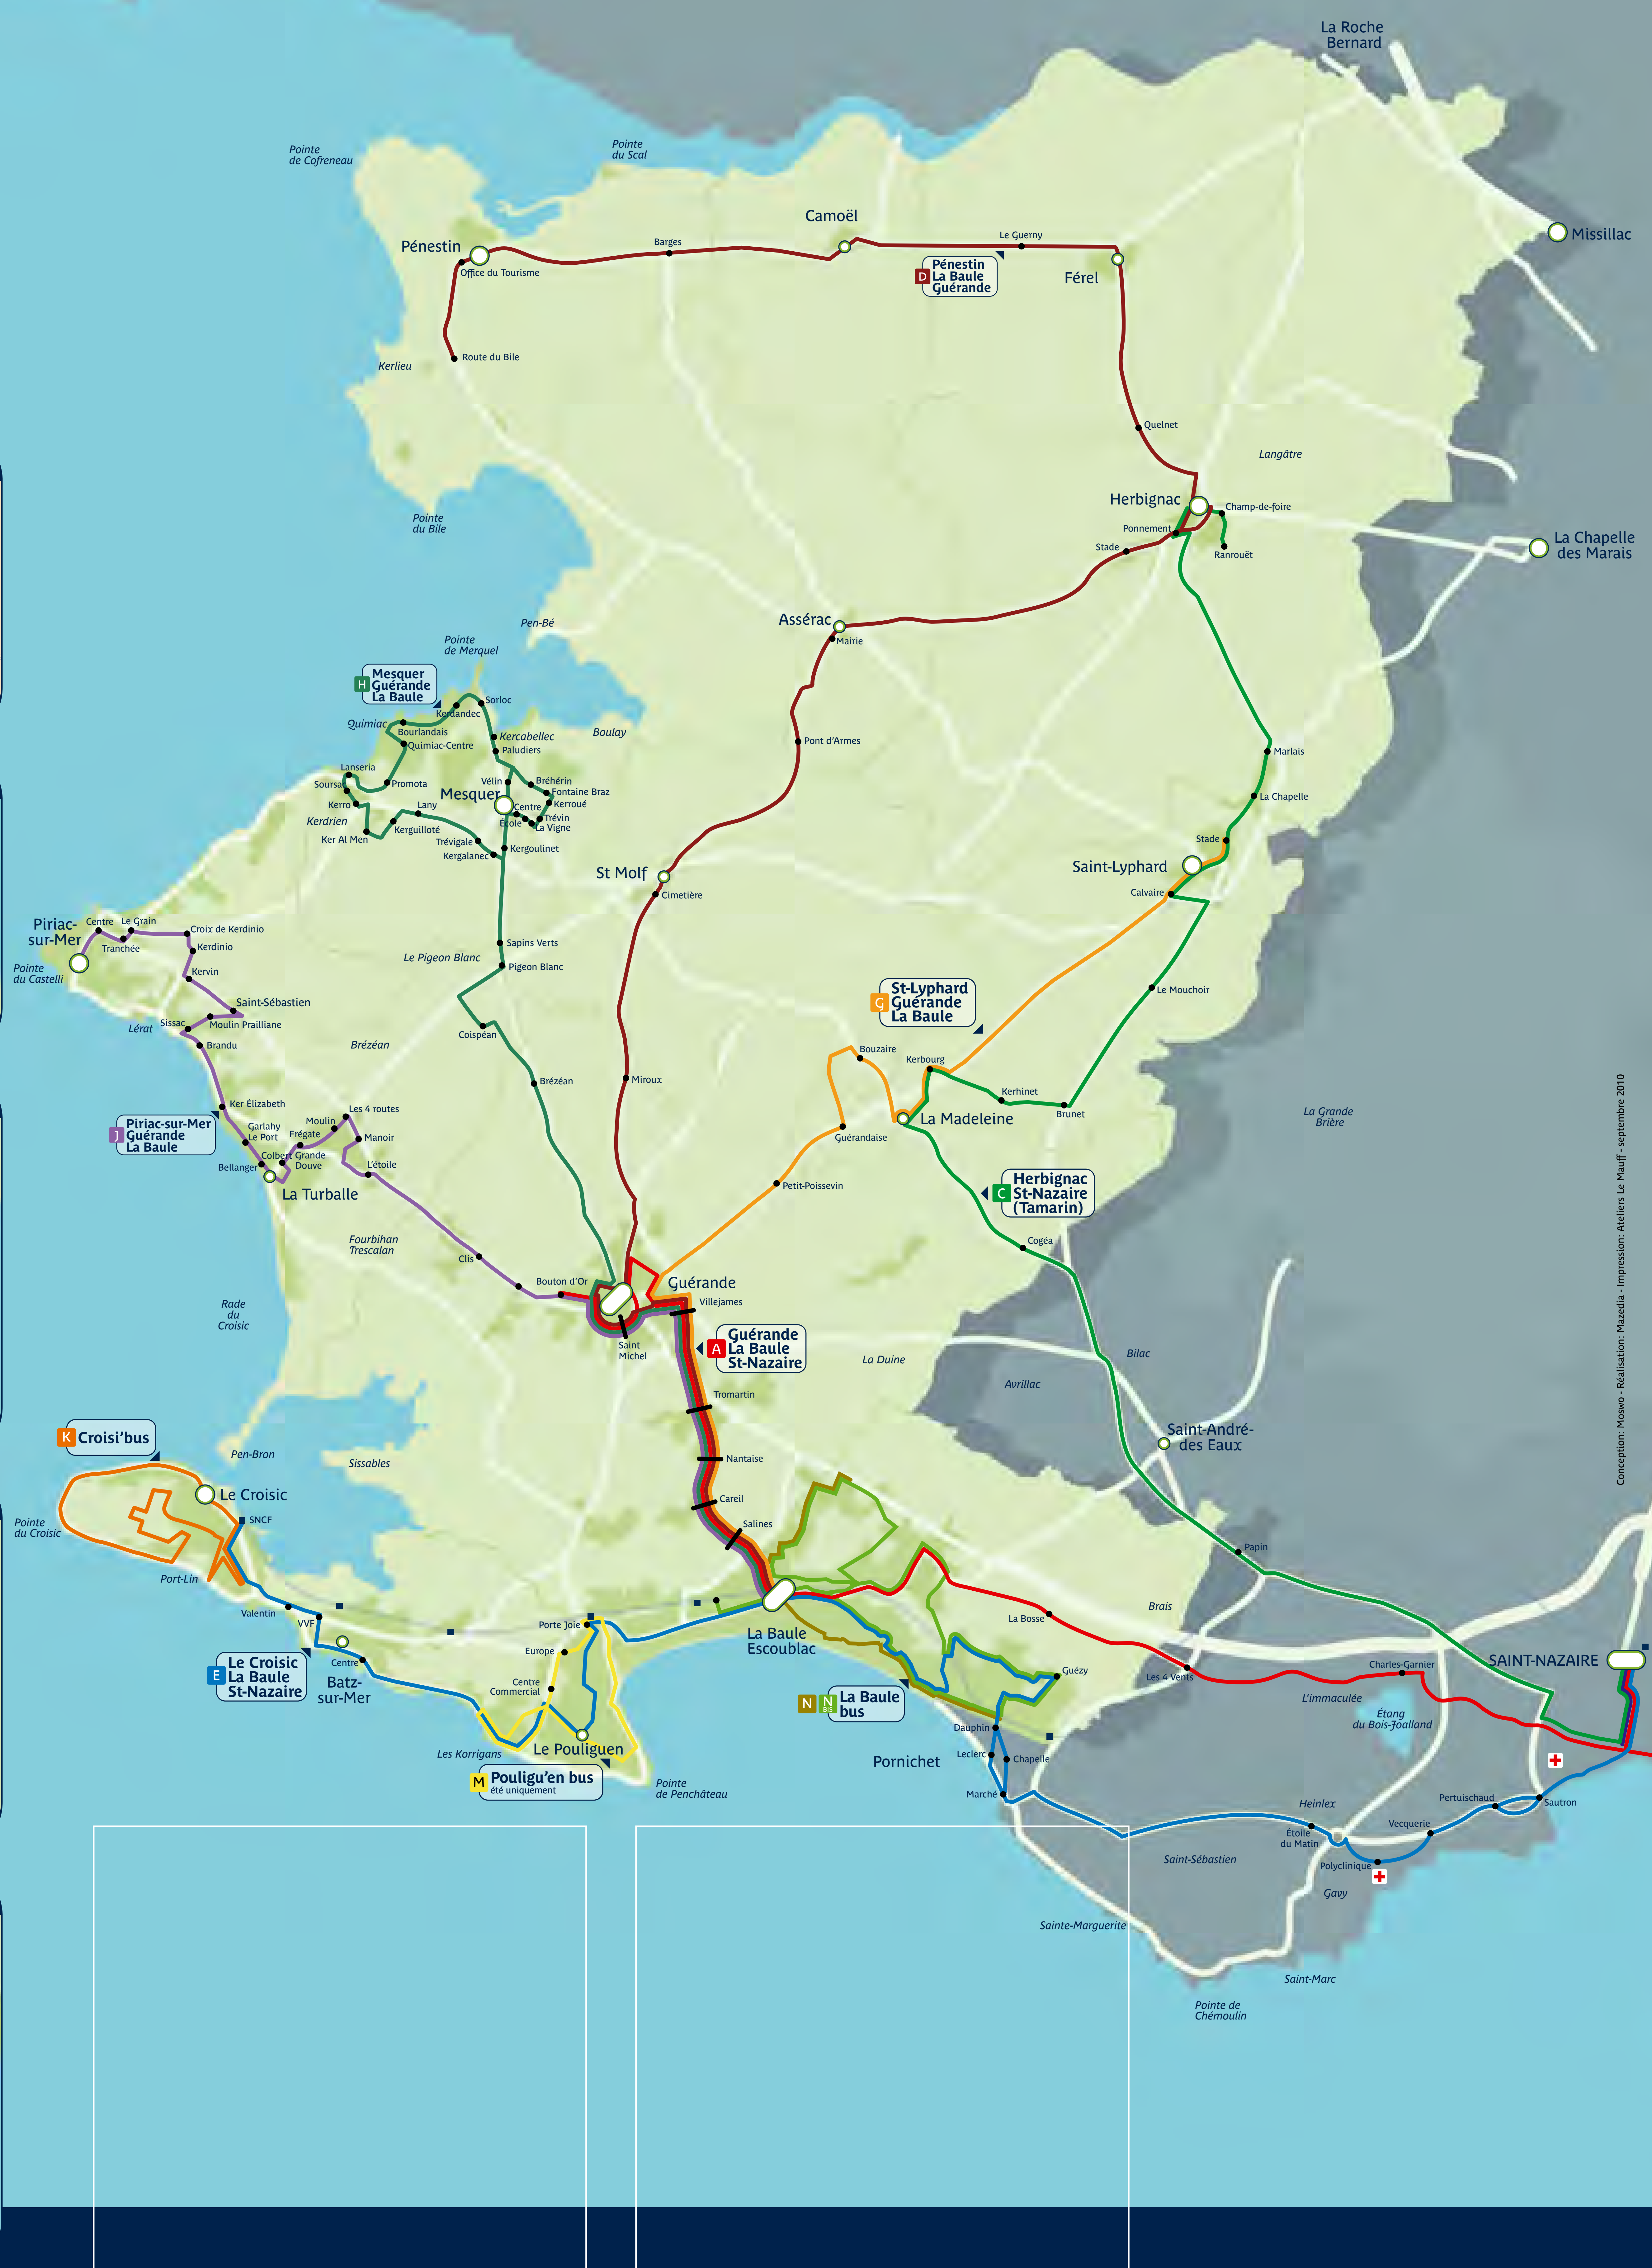 La Roche
Bernard
Pointe
de Cofreneau
Pointe
du Scal
Camoël
Missillac
Pénestin
Barges
Le Guerny
Office du Tourisme
D
Pénestin
La Baule
Guérande
Férel
Route du Bile
Kerlieu
Quelnet
Langâtre
Herbignac
Champ-de-foire
Pointe
du Bile
Ponnement
Stade
Ranrouët
La Chapelle
des Marais
Pen-Bé
Assérac
Mairie
Pointe
de Merquel
H
Mesquer
Guérande
La Baule
Sorloc
Kerdandec
Quimiac
Bourlandais
Kercabellec
Boulay
Quimiac-Centre
Paludiers
Pont d'Armes
Marlais
Lanseria
Soursac
Promota
Vélin
Bréhérin
Fontaine Braz
Mesquer
Centre
Kerroué
La Chapelle
Kerro
Lany
Kerdrien
Kerguilloté
École
Trévin
La Vigne
Ker Al Men
Trévigale
Kergoulinet
Kergalanec
Stade
St Molf
Saint-Lyphard
Cimetière
Calvaire
Piriac-
sur-Mer
Centre
Le Grain
Tranchée
Croix de Kerdinio
Kerdinio
Sapins Verts
Le Pigeon Blanc
Pigeon Blanc
Pointe
du Castelli
Kervin
Le Mouchoir
G
St-Lyphard
Guérande
La Baule
Saint-Sébastien
Moulin Prailliane
Sissac
Lérat
Coispéan
Brandu
Brézéan
Bouzaire
Kerbourg
Brézéan
Miroux
Kerhinet
Ker Élizabeth
Les 4 routes
Brunet
La Grande
Brière
J
Piriac-sur-Mer
Guérande
La Baule
Garlahy
Le Port
Moulin
Frégate
Manoir
La Madeleine
Guérandaise
Colbert
Grande
Douve
Bellanger
L'étoile
La Turballe
Petit-Poissevin
C
Herbignac
St-Nazaire
(Tamarin)
Fourbihan
Trescalan
Clis
Cogéa
Bouton d'Or
Guérande
Villejames
Rade
du
Croisic
Saint
Michel
A
Guérande
La Baule
St-Nazaire
La Duine
Bilac
Avrillac
Tromartin
K
Croisi'bus
Pen-Bron
Sissables
Nantaise
Saint-André-
des Eaux
Le Croisic
Careil
SNCF
Pointe
du Croisic
Salines
Papin
Port-Lin
Valentin
VVF
Porte Joie
La Bosse
Brais
La Baule
Escoublac
Europe
Centre
E
Le Croisic
La Baule
St-Nazaire
Batz-
sur-Mer
Centre
Commercial
Guézy
Les 4 Vents
Charles-Garnier
SAINT-NAZAIRE
L'immaculée
N
N
BIS
La Baule
bus
Étang
du Bois-Joalland
Dauphin
Les Korrigans
Le Pouliguen
Pornichet
Leclerc
Chapelle
M
Pouligu'en bus
été uniquement
Pointe
de Penchâteau
Marché
Heinlex
Pertuischaud
Sautron
Étoile
du Matin
Vecquerie
Saint-Sébastien
Polyclinique
Gavy
Sainte-Marguerite
Saint-Marc
Pointe de
Chémoulin
Conception: Moswo - Réalisation: Mazedia - Impression: Ateliers Le Mauff - septembre 2010